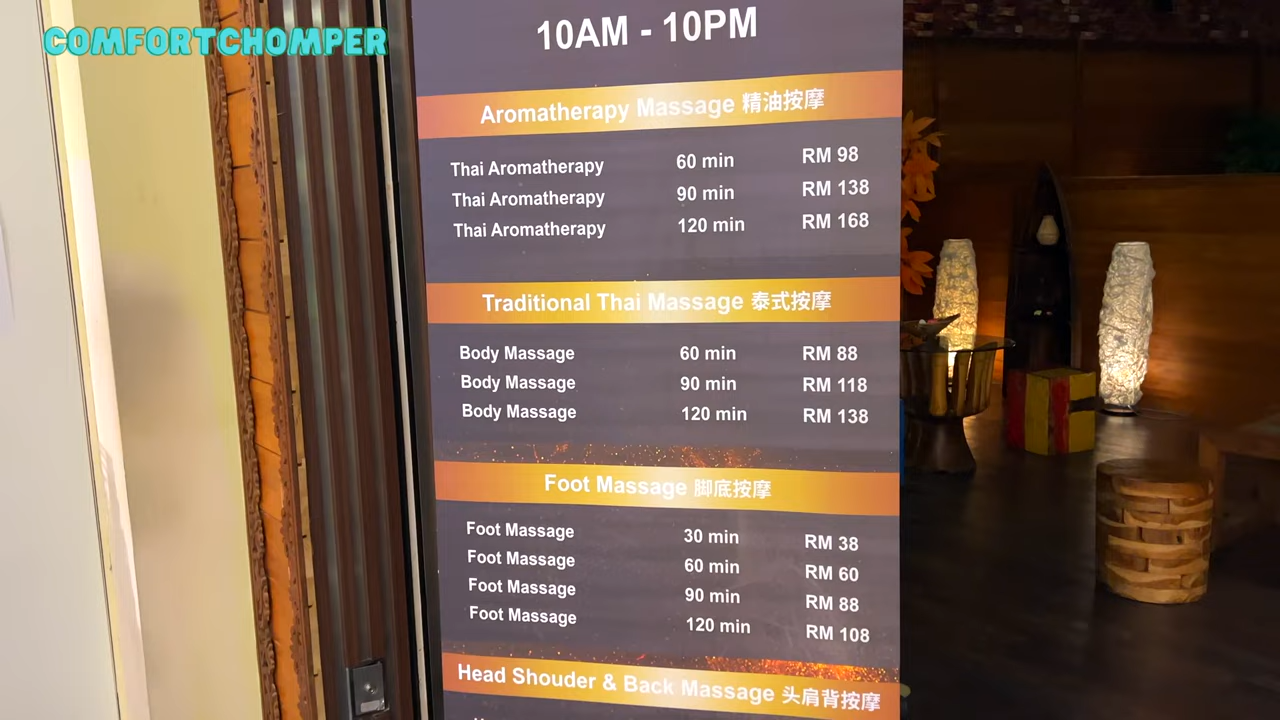 COMFORTCHOMPER
10AM - 10PM
Aromatherapy Massage 精油按摩
Thai Aromatherapy 60 min RM 98
Thai Aromatherapy 90 min RM 138
Thai Aromatherapy 120 min RM 168
Traditional Thai Massage 泰式按摩
Body Massage 60 min RM 88
Body Massage 90 min RM 118
Body Massage 120 min RM 138
Foot Massage 脚底按摩
Foot Massage 30 min RM 38
Foot Massage 60 min RM 60
Foot Massage 90 min RM 88
Foot Massage 120 min RM 108
Head Shouder & Back Massage 头肩背按摩